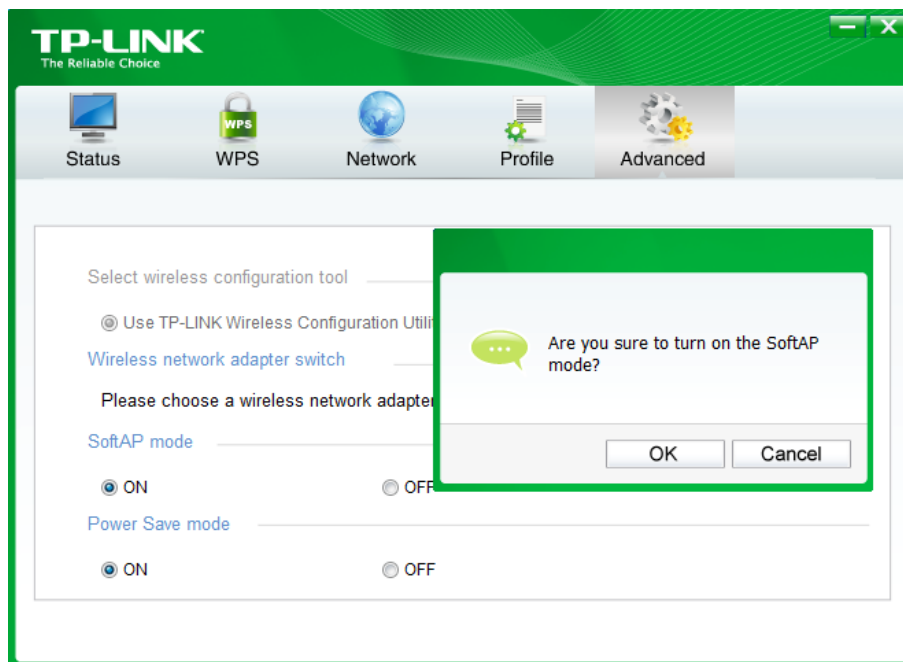 TP-LINK
The Reliable Choice
WPS
Status
WPS
Network
Profile
Advanced
Select wireless configuration tool
Use TP-LINK Wireless Configuration
Wireless network adapter switch
Please choose a wireless network adapter
SoftAP mode
ON
OFF
Power Save mode
ON
OFF
Are you sure to turn on the SoftAP
mode?
OK
Cancel